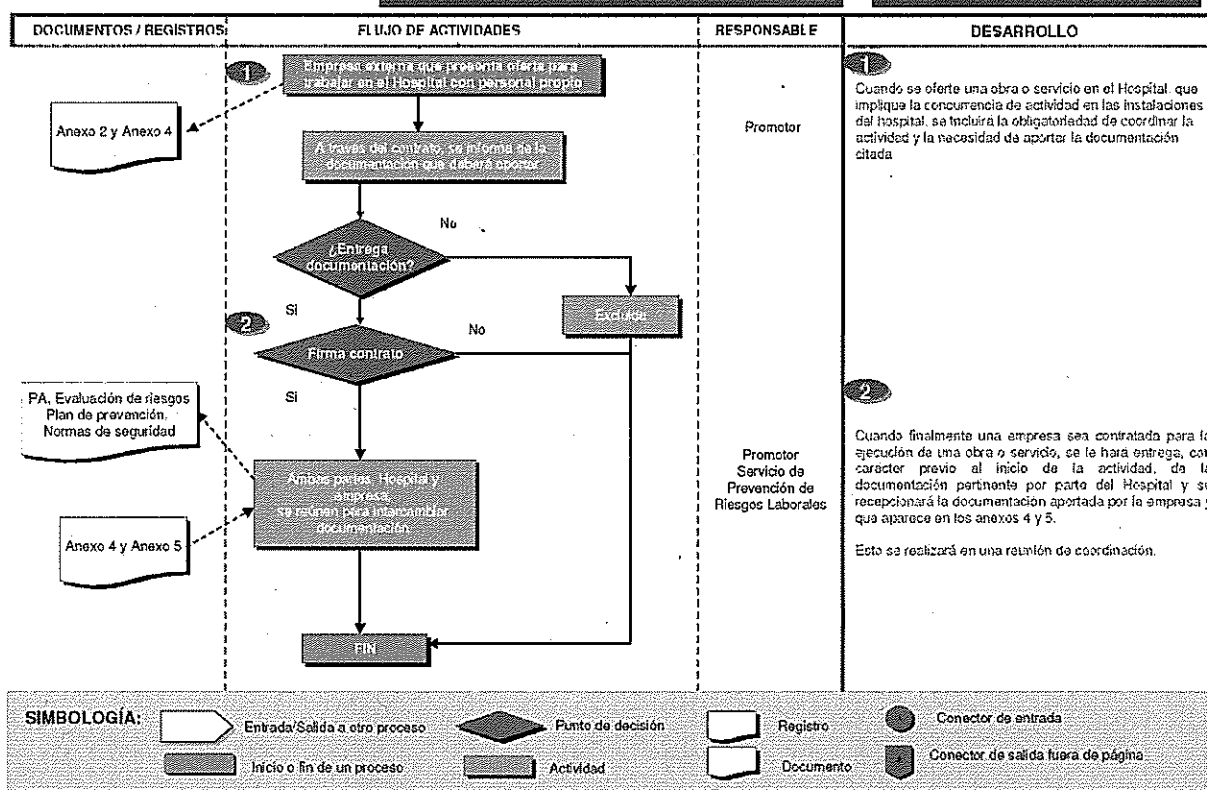 DOCUMENTOS / REGISTROS
FLUJO DE ACTIVIDADES
RESPONSABLE
DESARROLLO
1
Empresa externa que presenta oferta para
trabajar en el Hospital con personal propio
Anexo 2 y Anexo 4
A través del contrato, se informa de la
documentación que deberá aportar
¿Entrega
documentación?
No
Si
Excluida
2
Firma contrato
No
Si
PA, Evaluación de riesgos
Plan de prevención,
Normas de seguridad
Ambas partes, Hospital y
empresa,
se reúnen para intercambiar
documentación
Anexo 4 y Anexo 5
FIN
Promotor
Promotor
Servicio de
Prevención de
Riesgos Laborales
1
Cuando se oferte una obra o servicio en el Hospital, que
implique la concurrencia de actividad en las instalaciones
del hospital, se incluirá la obligatoriedad de coordinar la
actividad y la necesidad de aportar la documentación
citada
2
Cuando finalmente una empresa sea contratada para la
ejecución de una obra o servicio, se le hará entrega, con
carácter previo al inicio de la actividad, de la
documentación pertinente por parte del Hospital y se
recepcionará la documentación aportada por la empresa y
que aparece en los anexos 4 y 5.
Esto se realizará en una reunión de coordinación.
SIMBOLOGÍA:
Entrada/Salida a otro proceso
Punto de decisión
Registro
Conector de entrada
Inicio o fin de un proceso
Actividad
Documento
Conector de salida fuera de página